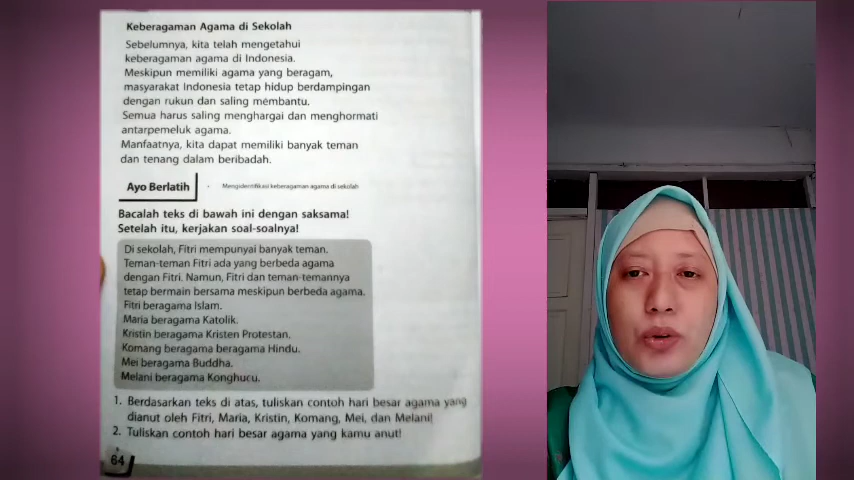 Keberagaman Agama di Sekolah
Sebelumnya, kita telah mengetahui
keberagaman agama di Indonesia.
Meskipun memiliki agama yang beragam,
masyarakat Indonesia tetap hidup berdampingan
dengan rukun dan saling membantu.
Semua harus saling menghargai dan menghormati
antarpemeluk agama.
Manfaatnya, kita dapat memiliki banyak teman
dan tenang dalam beribadah.
Ayo Berlatih
Mengidentifikasi keberagaman agama di sekolah
Bacalah teks di bawah ini dengan saksama!
Setelah itu, kerjakan soal-soalnya!
Di sekolah, Fitri mempunyai banyak teman.
Teman-teman Fitri ada yang berbeda agama
dengan Fitri. Namun, Fitri dan teman-temannya
tetap bermain bersama meskipun berbeda agama.
Fitri beragama Islam.
Maria beragama Katolik.
Kristin beragama Kristen Protestan.
Komang beragama beragama Hindu.
Mei beragama Buddha.
Melani beragama Konghucu.
1. Berdasarkan teks di atas, tuliskan contoh hari besar agama yang
dianut oleh Fitri, Maria, Kristin, Komang, Mei, dan Melani!
2. Tuliskan contoh hari besar agama yang kamu anut!
64